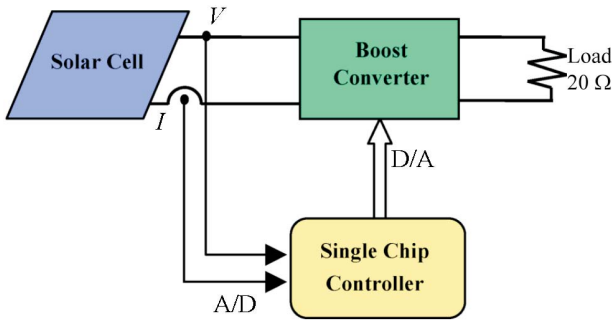 V
Solar Cell
Boost
Converter
Load
20 Ω
I
D/A
Single Chip
Controller
A/D